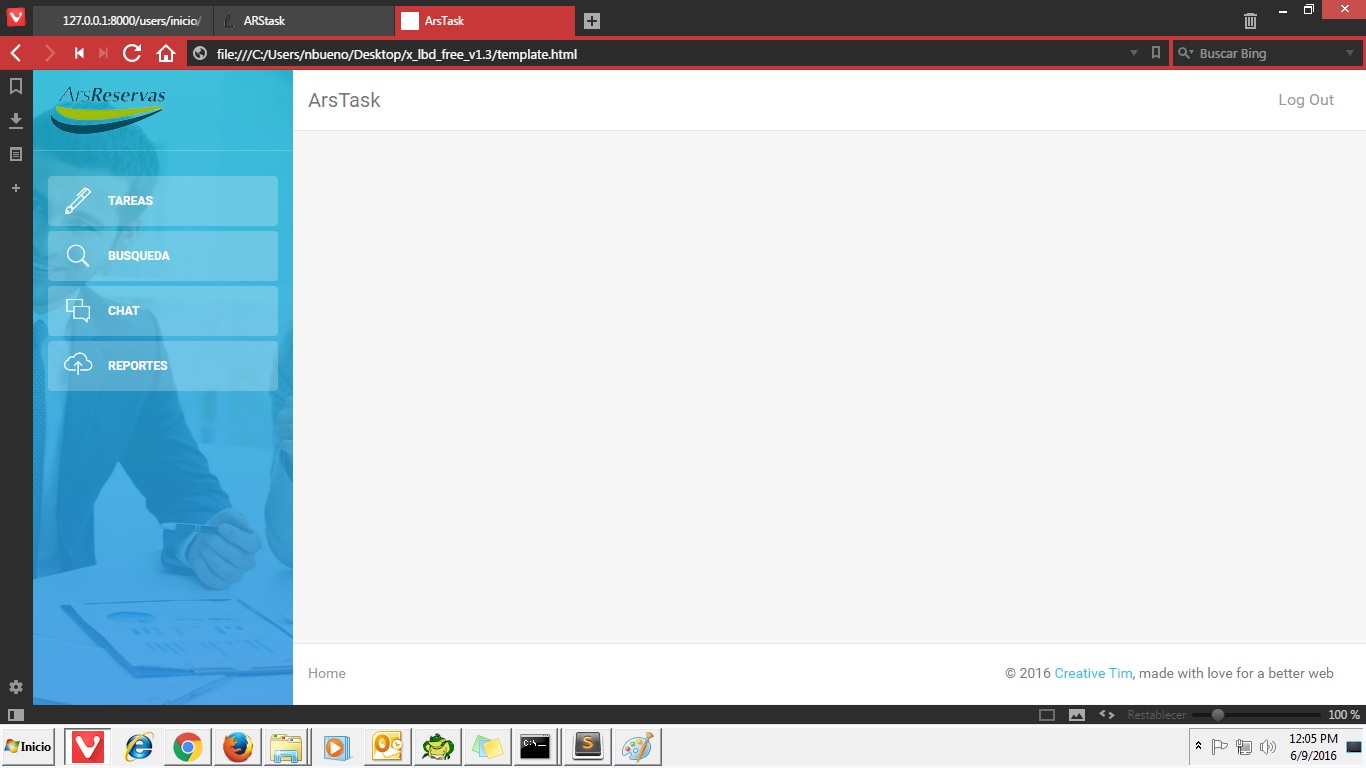 127.0.0.1:8000/users/inicio/
ARStask
ArsTask
file:///C:/Users/nbueno/Desktop/x_lbd_free_v1.3/template.html
Buscar Bing
ArsReservas
ArsTask
Log Out
TAREAS
BUSQUEDA
CHAT
REPORTES
Home
© 2016 Creative Tim, made with love for a better web
Restablecer
100 %
Inicio
C:\_
12:05 PM
6/9/2016